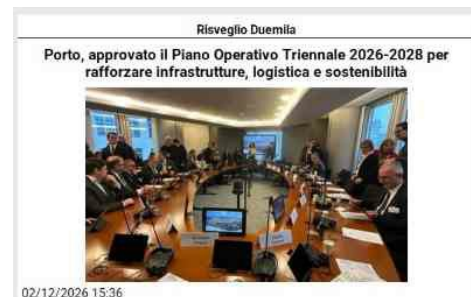 Risveglio Duemila
Porto, approvato il Piano Operativo Triennale 2026-2028 per
rafforzare infrastrutture, logistica e sostenibilità
02/12/2026 15:36